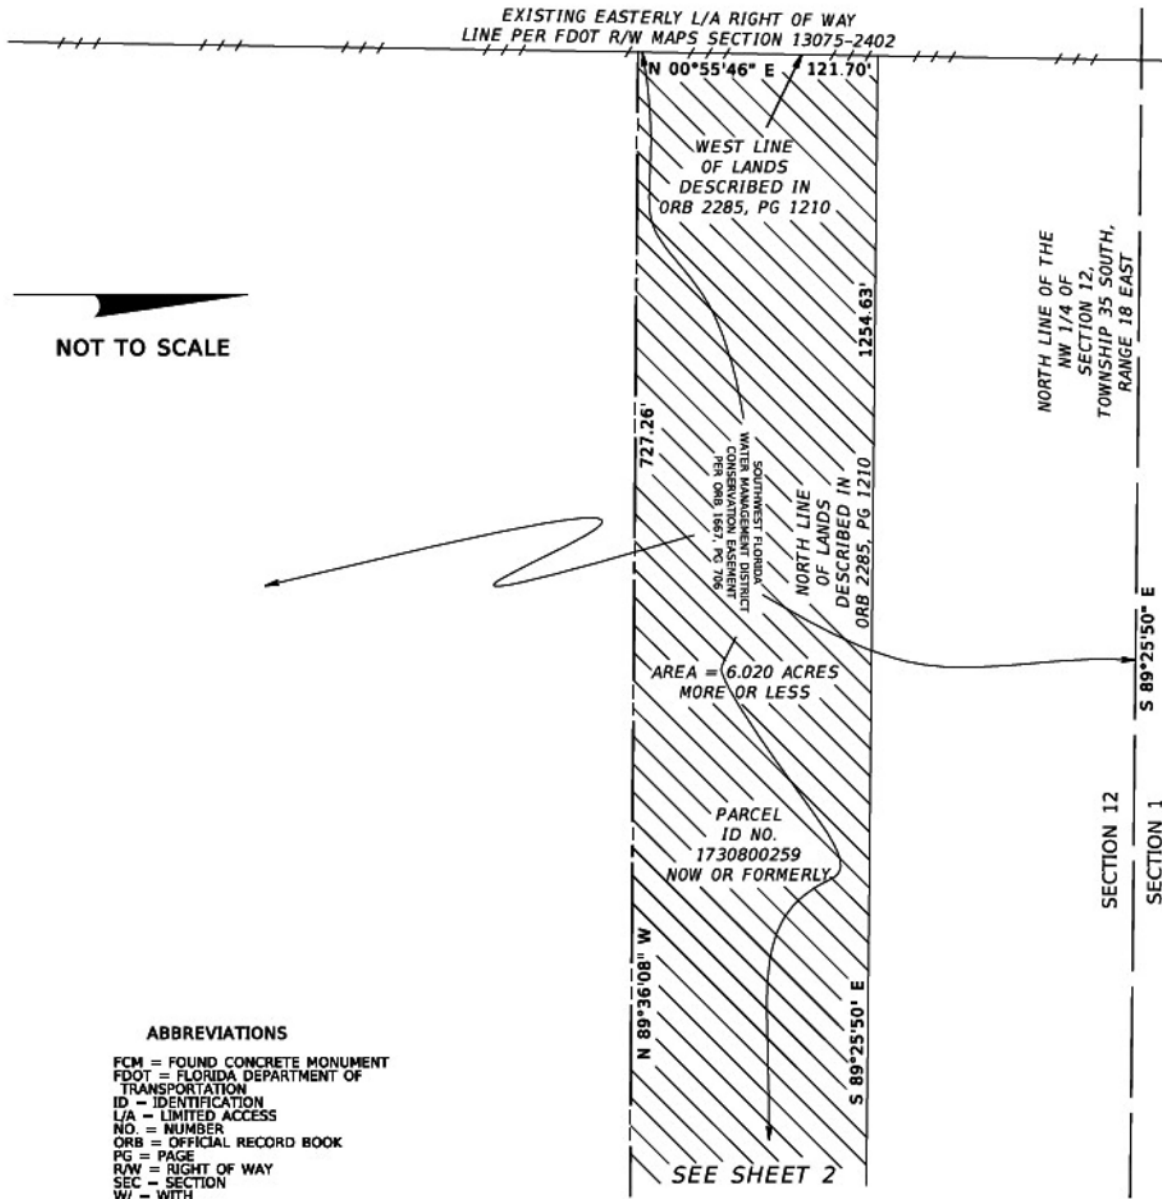 EXISTING EASTERLY L/A RIGHT OF WAY
LINE PER FDOT R/W MAPS SECTION 13075-2402
N 00°55'46" E
121.70'
WEST LINE
OF LANDS
DESCRIBED IN
ORB 2285, PG 1210
NOT TO SCALE
1254.63'
NORTH LINE OF THE
NW 1/4 OF
SECTION 12,
TOWNSHIP 35 SOUTH,
RANGE 18 EAST
727.26'
SOUTHWEST FLORIDA
WATER MANAGEMENT DISTRICT
CONSERVATION EASEMENT
PER ORB 1667, PG 706
NORTH LINE
OF LANDS
DESCRIBED IN
ORB 2285, PG 1210
S 89°25'50" E
AREA = 6.020 ACRES
MORE OR LESS
PARCEL
ID NO.
1730800259
NOW OR FORMERLY
SECTION 12
SECTION 1
N 89°36'08" W
S 89°25'50' E
SEE SHEET 2
ABBREVIATIONS
FCM = FOUND CONCRETE MONUMENT
FDOT = FLORIDA DEPARTMENT OF
TRANSPORTATION
ID = IDENTIFICATION
L/A = LIMITED ACCESS
NO. = NUMBER
ORB = OFFICIAL RECORD BOOK
PG = PAGE
R/W = RIGHT OF WAY
SEC = SECTION
W/ = WITH